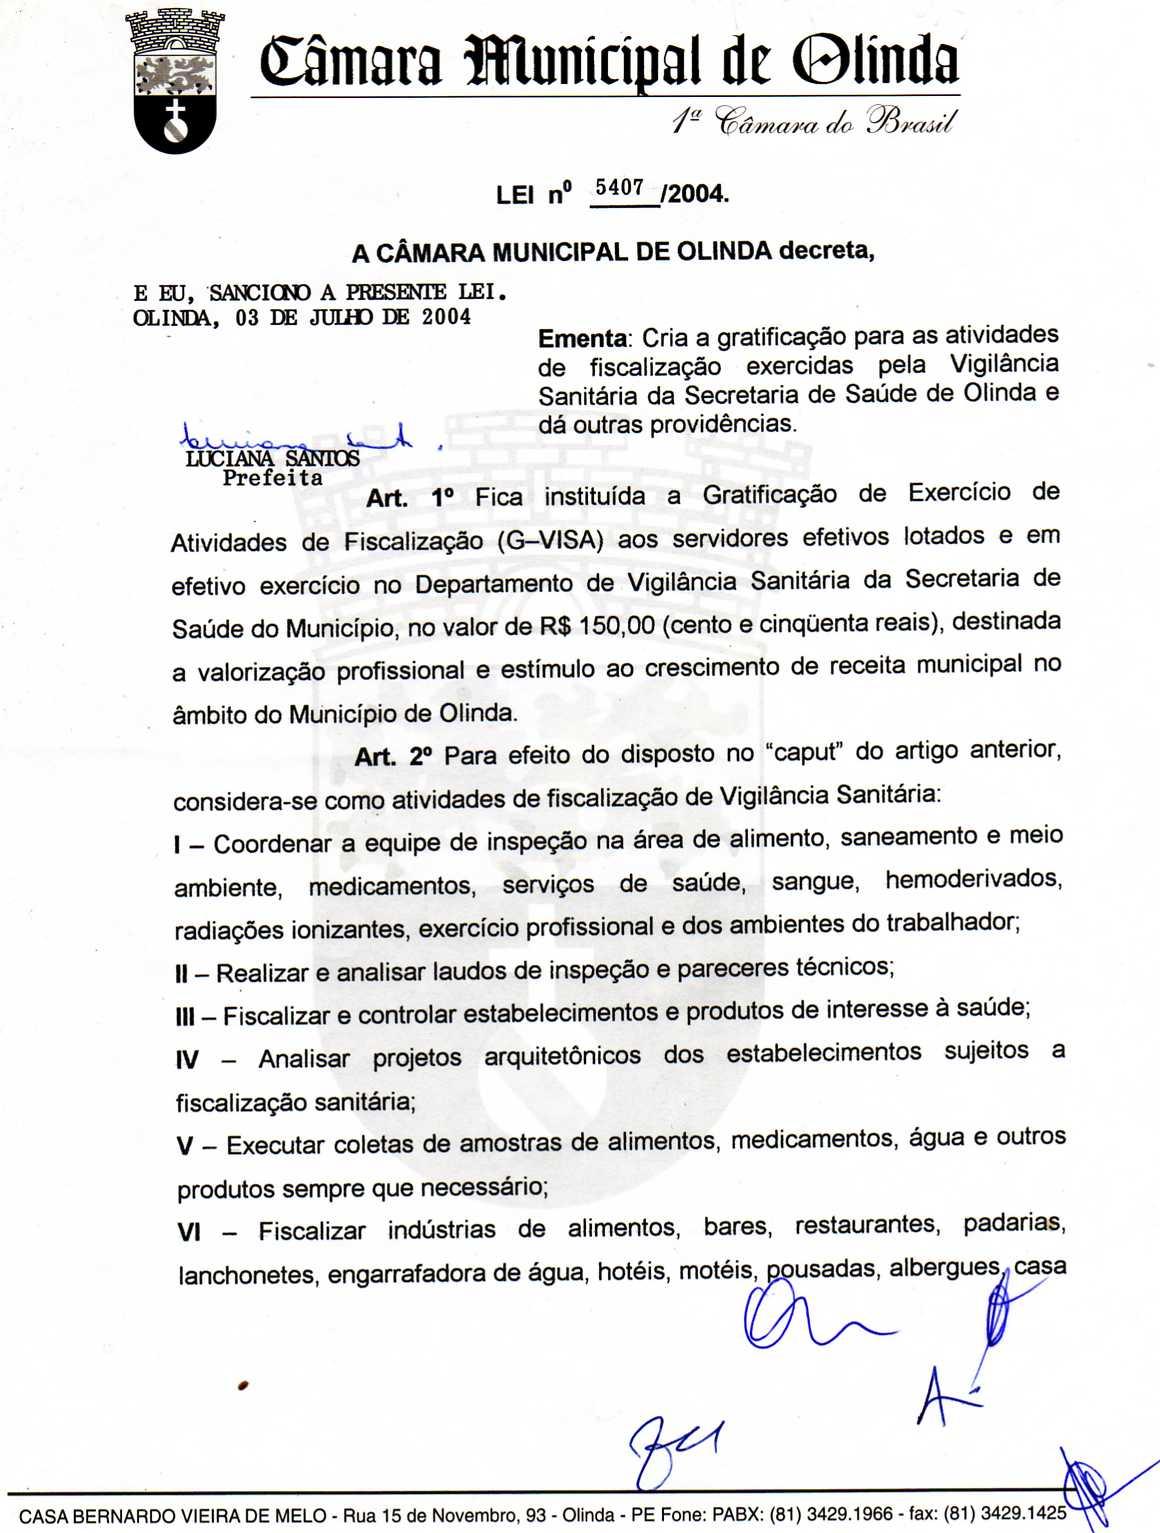 Câmara Municipal de Olinda
1ª Câmara do Brasil
LEI nº 5407 /2004.
A CÂMARA MUNICIPAL DE OLINDA decreta,
E EU, SANCIONO A PRESENTE LEI.
OLINDA, 03 DE JULHO DE 2004
Ementa: Cria a gratificação para as atividades
de fiscalização exercidas pela Vigilância
Sanitária da Secretaria de Saúde de Olinda e
dá outras providências.
LUCIANA SANTOS
Prefeita
Art. 1º Fica instituída a Gratificação de Exercício de
Atividades de Fiscalização (G–VISA) aos servidores efetivos lotados e em
efetivo exercício no Departamento de Vigilância Sanitária da Secretaria de
Saúde do Município, no valor de R$ 150,00 (cento e cinqüenta reais), destinada
a valorização profissional e estímulo ao crescimento de receita municipal no
âmbito do Município de Olinda.
Art. 2º Para efeito do disposto no “caput” do artigo anterior,
considera-se como atividades de fiscalização de Vigilância Sanitária:
I – Coordenar a equipe de inspeção na área de alimento, saneamento e meio
ambiente, medicamentos, serviços de saúde, sangue, hemoderivados,
radiações ionizantes, exercício profissional e dos ambientes do trabalhador;
II – Realizar e analisar laudos de inspeção e pareceres técnicos;
III – Fiscalizar e controlar estabelecimentos e produtos de interesse à saúde;
IV – Analisar projetos arquitetônicos dos estabelecimentos sujeitos a
fiscalização sanitária;
V – Executar coletas de amostras de alimentos, medicamentos, água e outros
produtos sempre que necessário;
VI – Fiscalizar indústrias de alimentos, bares, restaurantes, padarias,
lanchonetes, engarrafadora de água, hotéis, motéis, pousadas, albergues, casa
CASA BERNARDO VIEIRA DE MELO - Rua 15 de Novembro, 93 - Olinda - PE Fone: PABX: (81) 3429.1966 - fax: (81) 3429.1425